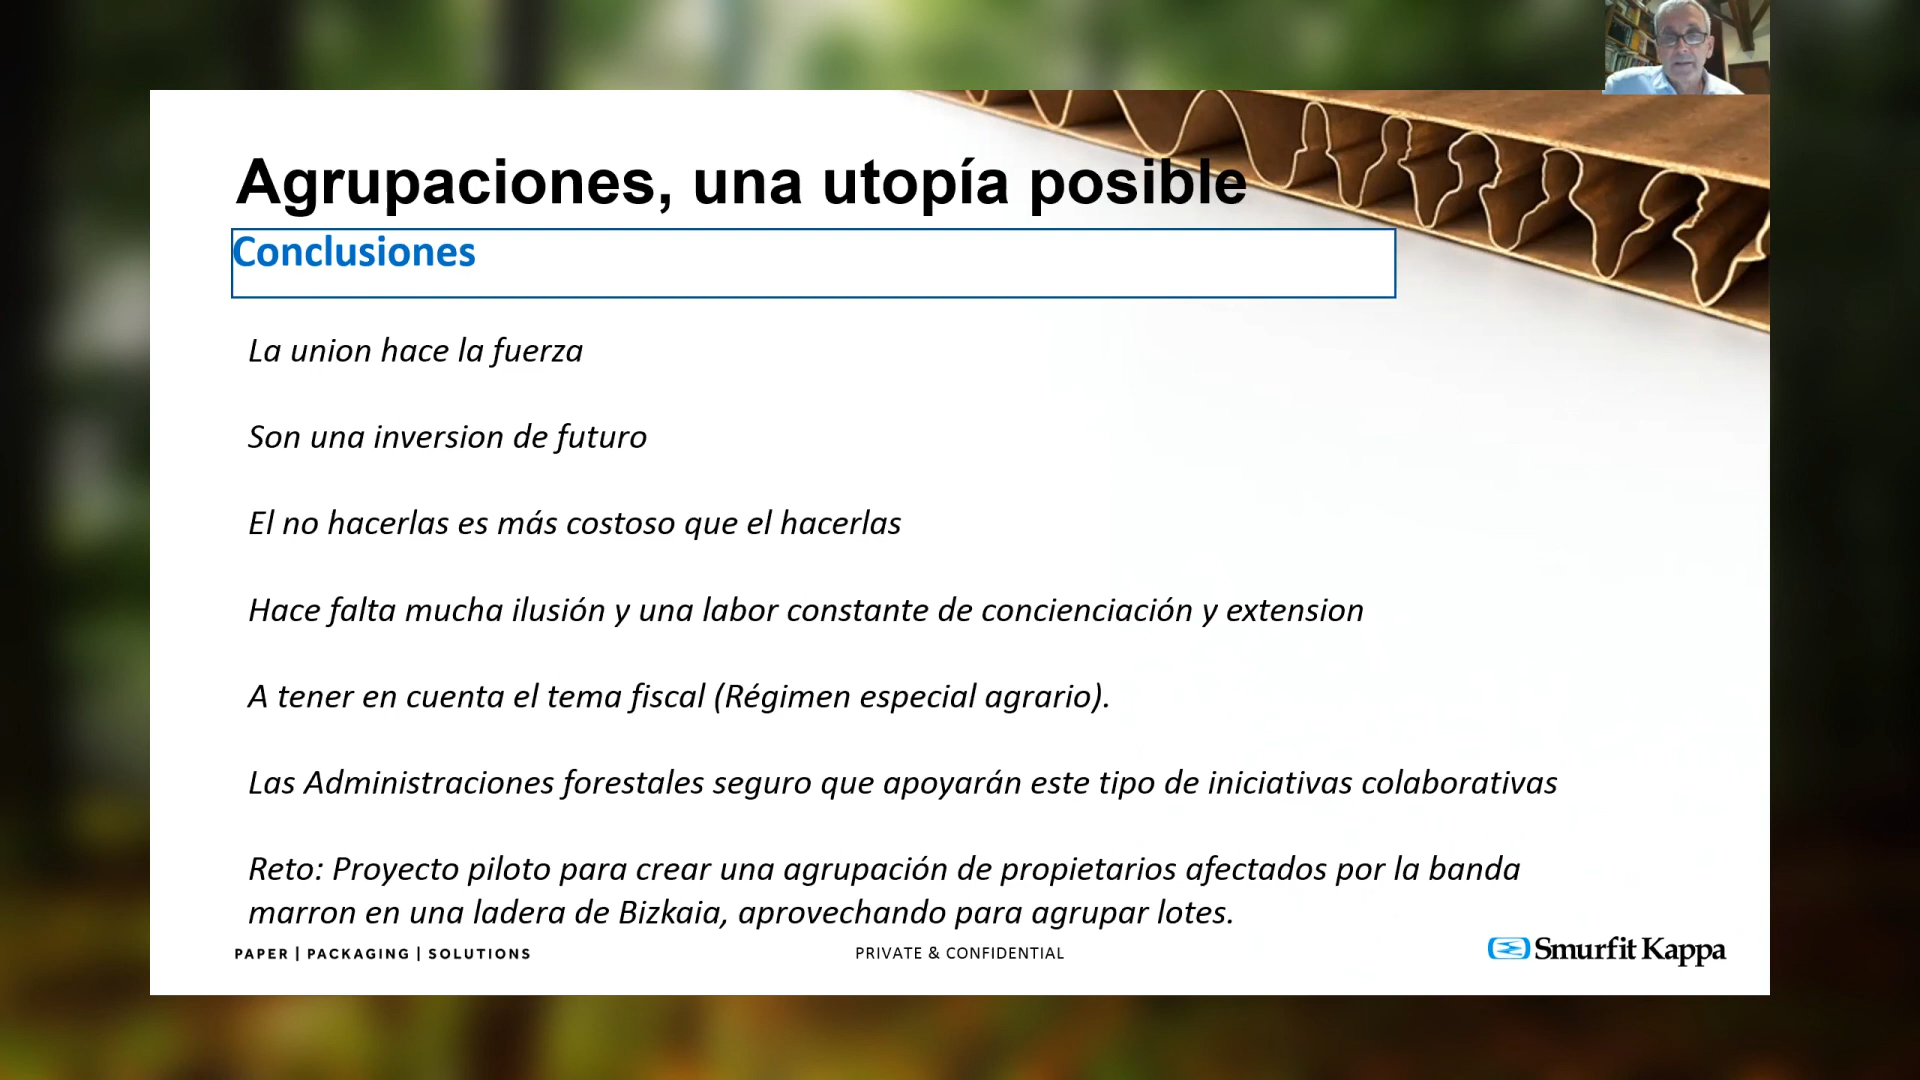 Agrupaciones, una utopía posible
Conclusiones
La union hace la fuerza
Son una inversion de futuro
El no hacerlas es más costoso que el hacerlas
Hace falta mucha ilusión y una labor constante de concienciación y extension
A tener en cuenta el tema fiscal (Régimen especial agrario).
Las Administraciones forestales seguro que apoyarán este tipo de iniciativas colaborativas
Reto: Proyecto piloto para crear una agrupación de propietarios afectados por la banda
marron en una ladera de Bizkaia, aprovechando para agrupar lotes.
PAPER | PACKAGING | SOLUTIONS
PRIVATE & CONFIDENTIAL
Smurfit Kappa